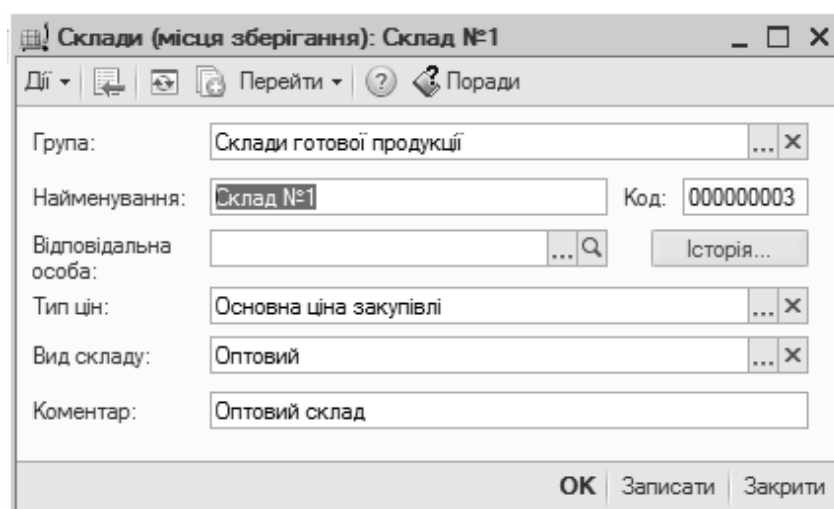 Склади (місця зберігання): Склад №1
Дії Перейти ? Поради
Група: Склади готової продукції ...
Найменування: Склад №1 Код: 000000003
Відповідальна особа: ... Історія...
Тип цін: Основна ціна закупівлі ...
Вид складу: Оптовий ...
Коментар: Оптовий склад
OK Записати Закрити